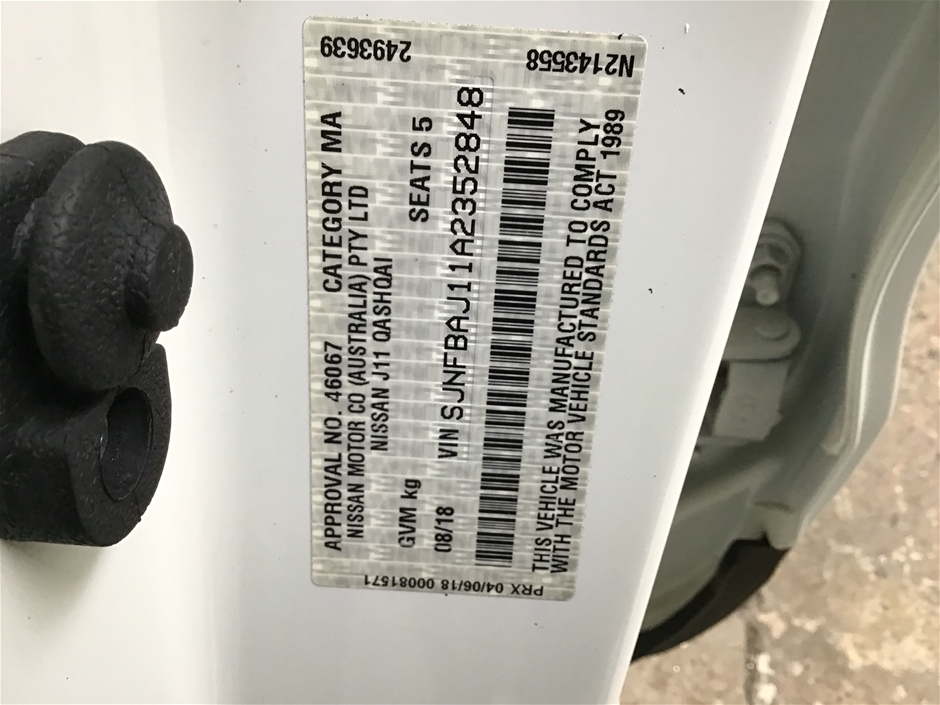 2493639
N2143558
APPROVAL NO. 46067 CATEGORY MA
NISSAN MOTOR CO (AUSTRALIA) PTY LTD
NISSAN J11 QASHQAI
GVM kg SEATS 5
08/18 VIN SJNFBAJ11A2352848
THIS VEHICLE WAS MANUFACTURED TO COMPLY
WITH THE MOTOR VEHICLE STANDARDS ACT 1989
PRX 04/06/18 00081571